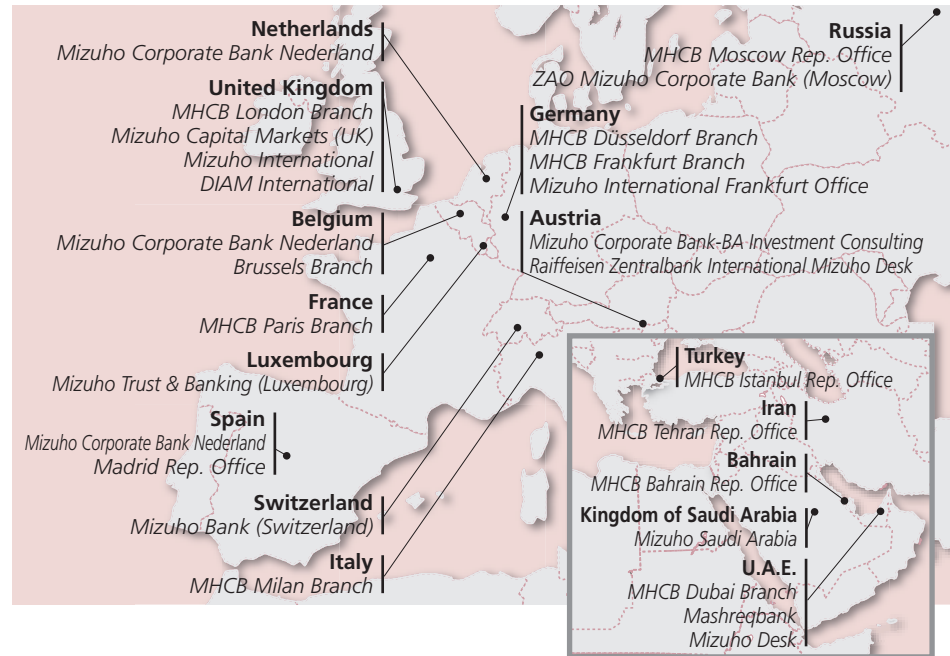 Netherlands
Mizuho Corporate Bank Nederland
United Kingdom
MHCB London Branch
Mizuho Capital Markets (UK)
Mizuho International
DIAM International
Belgium
Mizuho Corporate Bank Nederland
Brussels Branch
France
MHCB Paris Branch
Luxembourg
Mizuho Trust & Banking (Luxembourg)
Spain
Mizuho Corporate Bank Nederland
Madrid Rep. Office
Switzerland
Mizuho Bank (Switzerland)
Italy
MHCB Milan Branch
Russia
MHCB Moscow Rep. Office
ZAO Mizuho Corporate Bank (Moscow)
Germany
MHCB Düsseldorf Branch
MHCB Frankfurt Branch
Mizuho International Frankfurt Office
Austria
Mizuho Corporate Bank-BA Investment Consulting
Raiffeisen Zentralbank International Mizuho Desk
Turkey
MHCB Istanbul Rep. Office
Iran
MHCB Tehran Rep. Office
Bahrain
MHCB Bahrain Rep. Office
Kingdom of Saudi Arabia
Mizuho Saudi Arabia
U.A.E.
MHCB Dubai Branch
Mashreqbank
Mizuho Desk